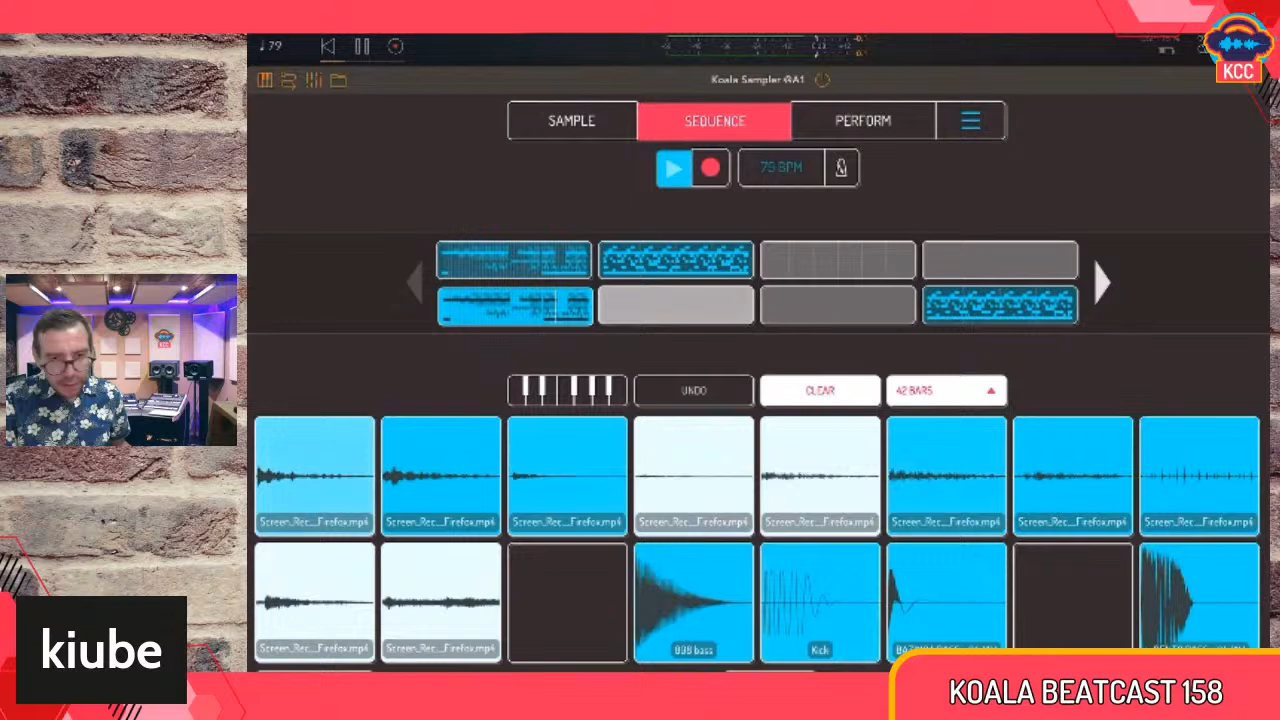 79
Koala Sampler @A1
KCC
SAMPLE
SEQUENCE
PERFORM
79 BPM
UNDO
CLEAR
42 BARS
Screen_Rec..._Firefox.mp4
Screen_Rec..._Firefox.mp4
Screen_Rec..._Firefox.mp4
Screen_Rec..._Firefox.mp4
Screen_Rec..._Firefox.mp4
Screen_Rec..._Firefox.mp4
Screen_Rec..._Firefox.mp4
Screen_Rec..._Firefox.mp4
Screen_Rec..._Firefox.mp4
Screen_Rec..._Firefox.mp4
808 bass
Kick
kiube
KOALA BEATCAST 158